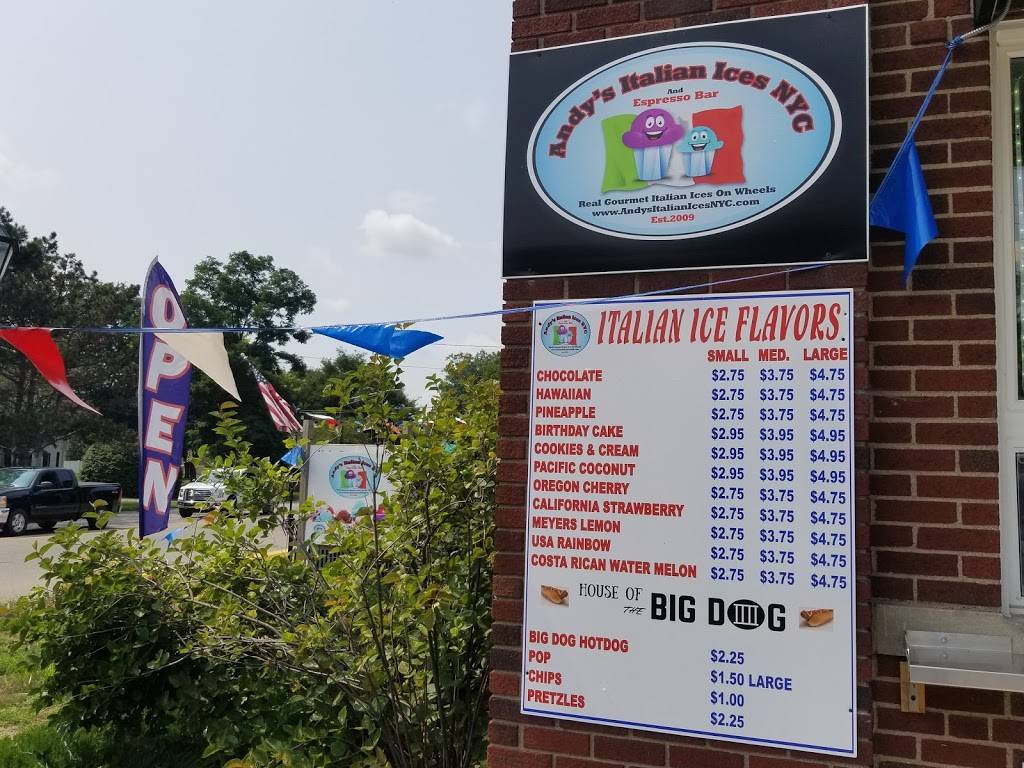 Andy's Italian Ices NYC
And
Espresso Bar
Real Gourmet Italian Ices On Wheels
www.AndysItalianIcesNYC.com
Est.2009
OPEN
ITALIAN ICE FLAVORS
SMALL MED. LARGE
CHOCOLATE $2.75 $3.75 $4.75
HAWAIIAN $2.75 $3.75 $4.75
PINEAPPLE $2.75 $3.75 $4.75
BIRTHDAY CAKE $2.95 $3.95 $4.95
COOKIES & CREAM $2.95 $3.95 $4.95
PACIFIC COCONUT $2.95 $3.95 $4.95
OREGON CHERRY $2.75 $3.75 $4.75
CALIFORNIA STRAWBERRY $2.75 $3.75 $4.75
MEYERS LEMON $2.75 $3.75 $4.75
USA RAINBOW $2.75 $3.75 $4.75
COSTA RICAN WATER MELON $2.75 $3.75 $4.75
HOUSE OF
THE BIG DOG
BIG DOG HOTDOG $2.25
POP $1.50 LARGE
CHIPS $1.00
PRETZLES $2.25